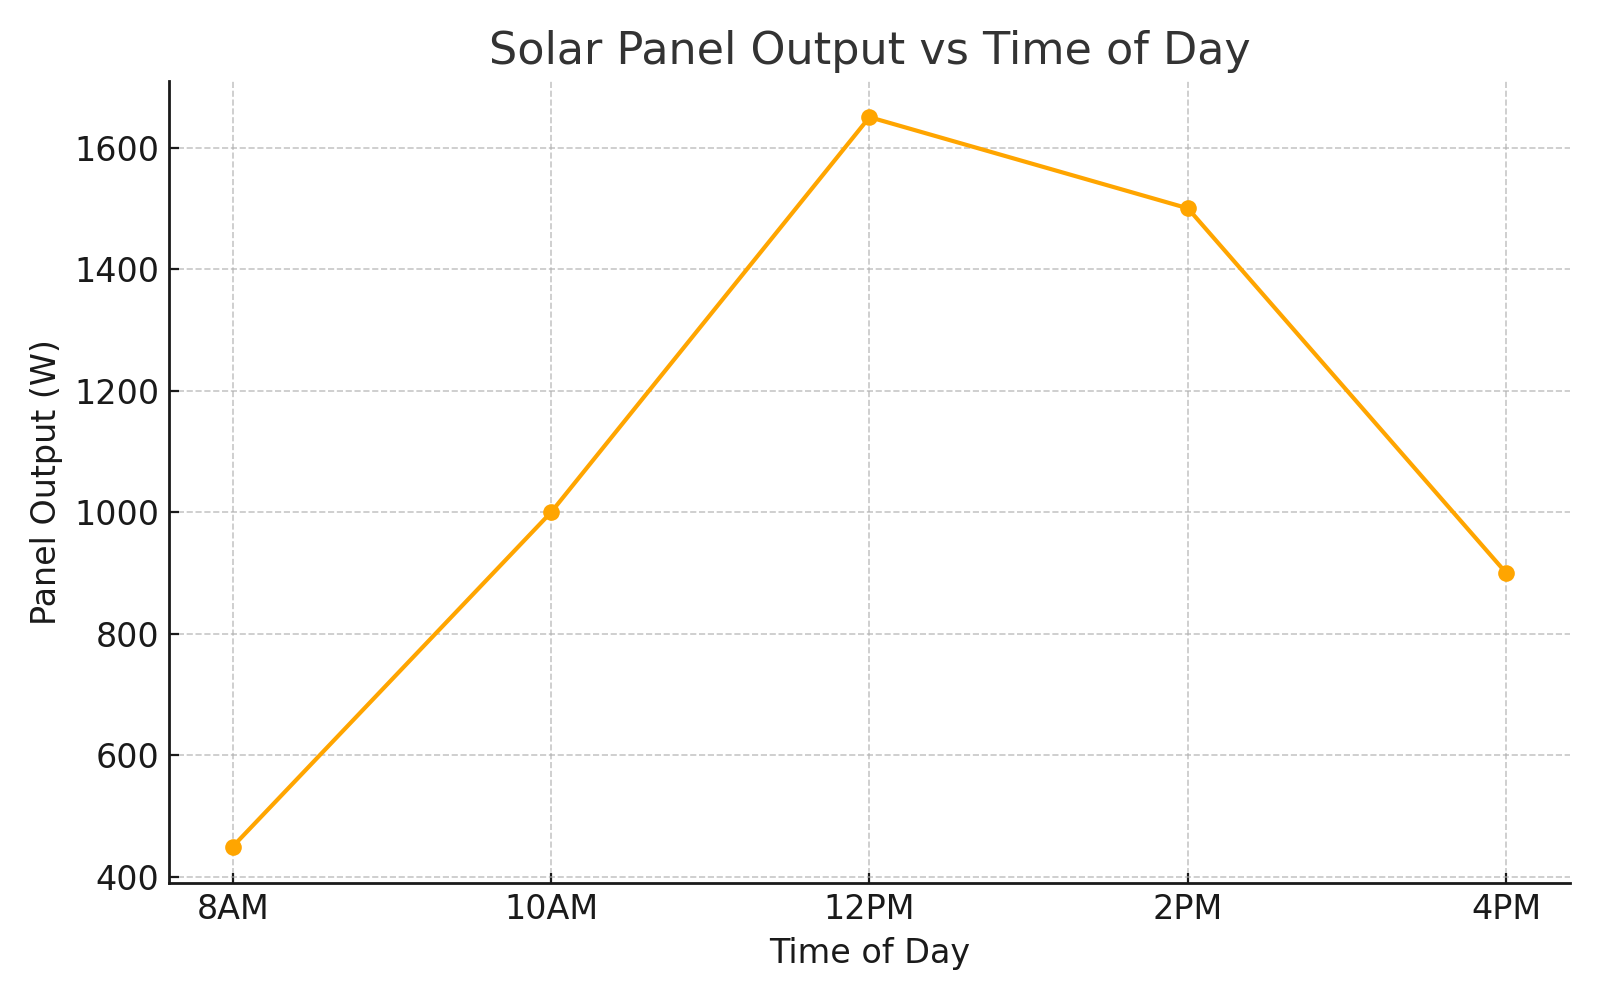 Solar Panel Output vs Time of Day
Panel Output (W)
1600
1400
1200
1000
800
600
400
8AM 10AM 12PM 2PM 4PM
Time of Day